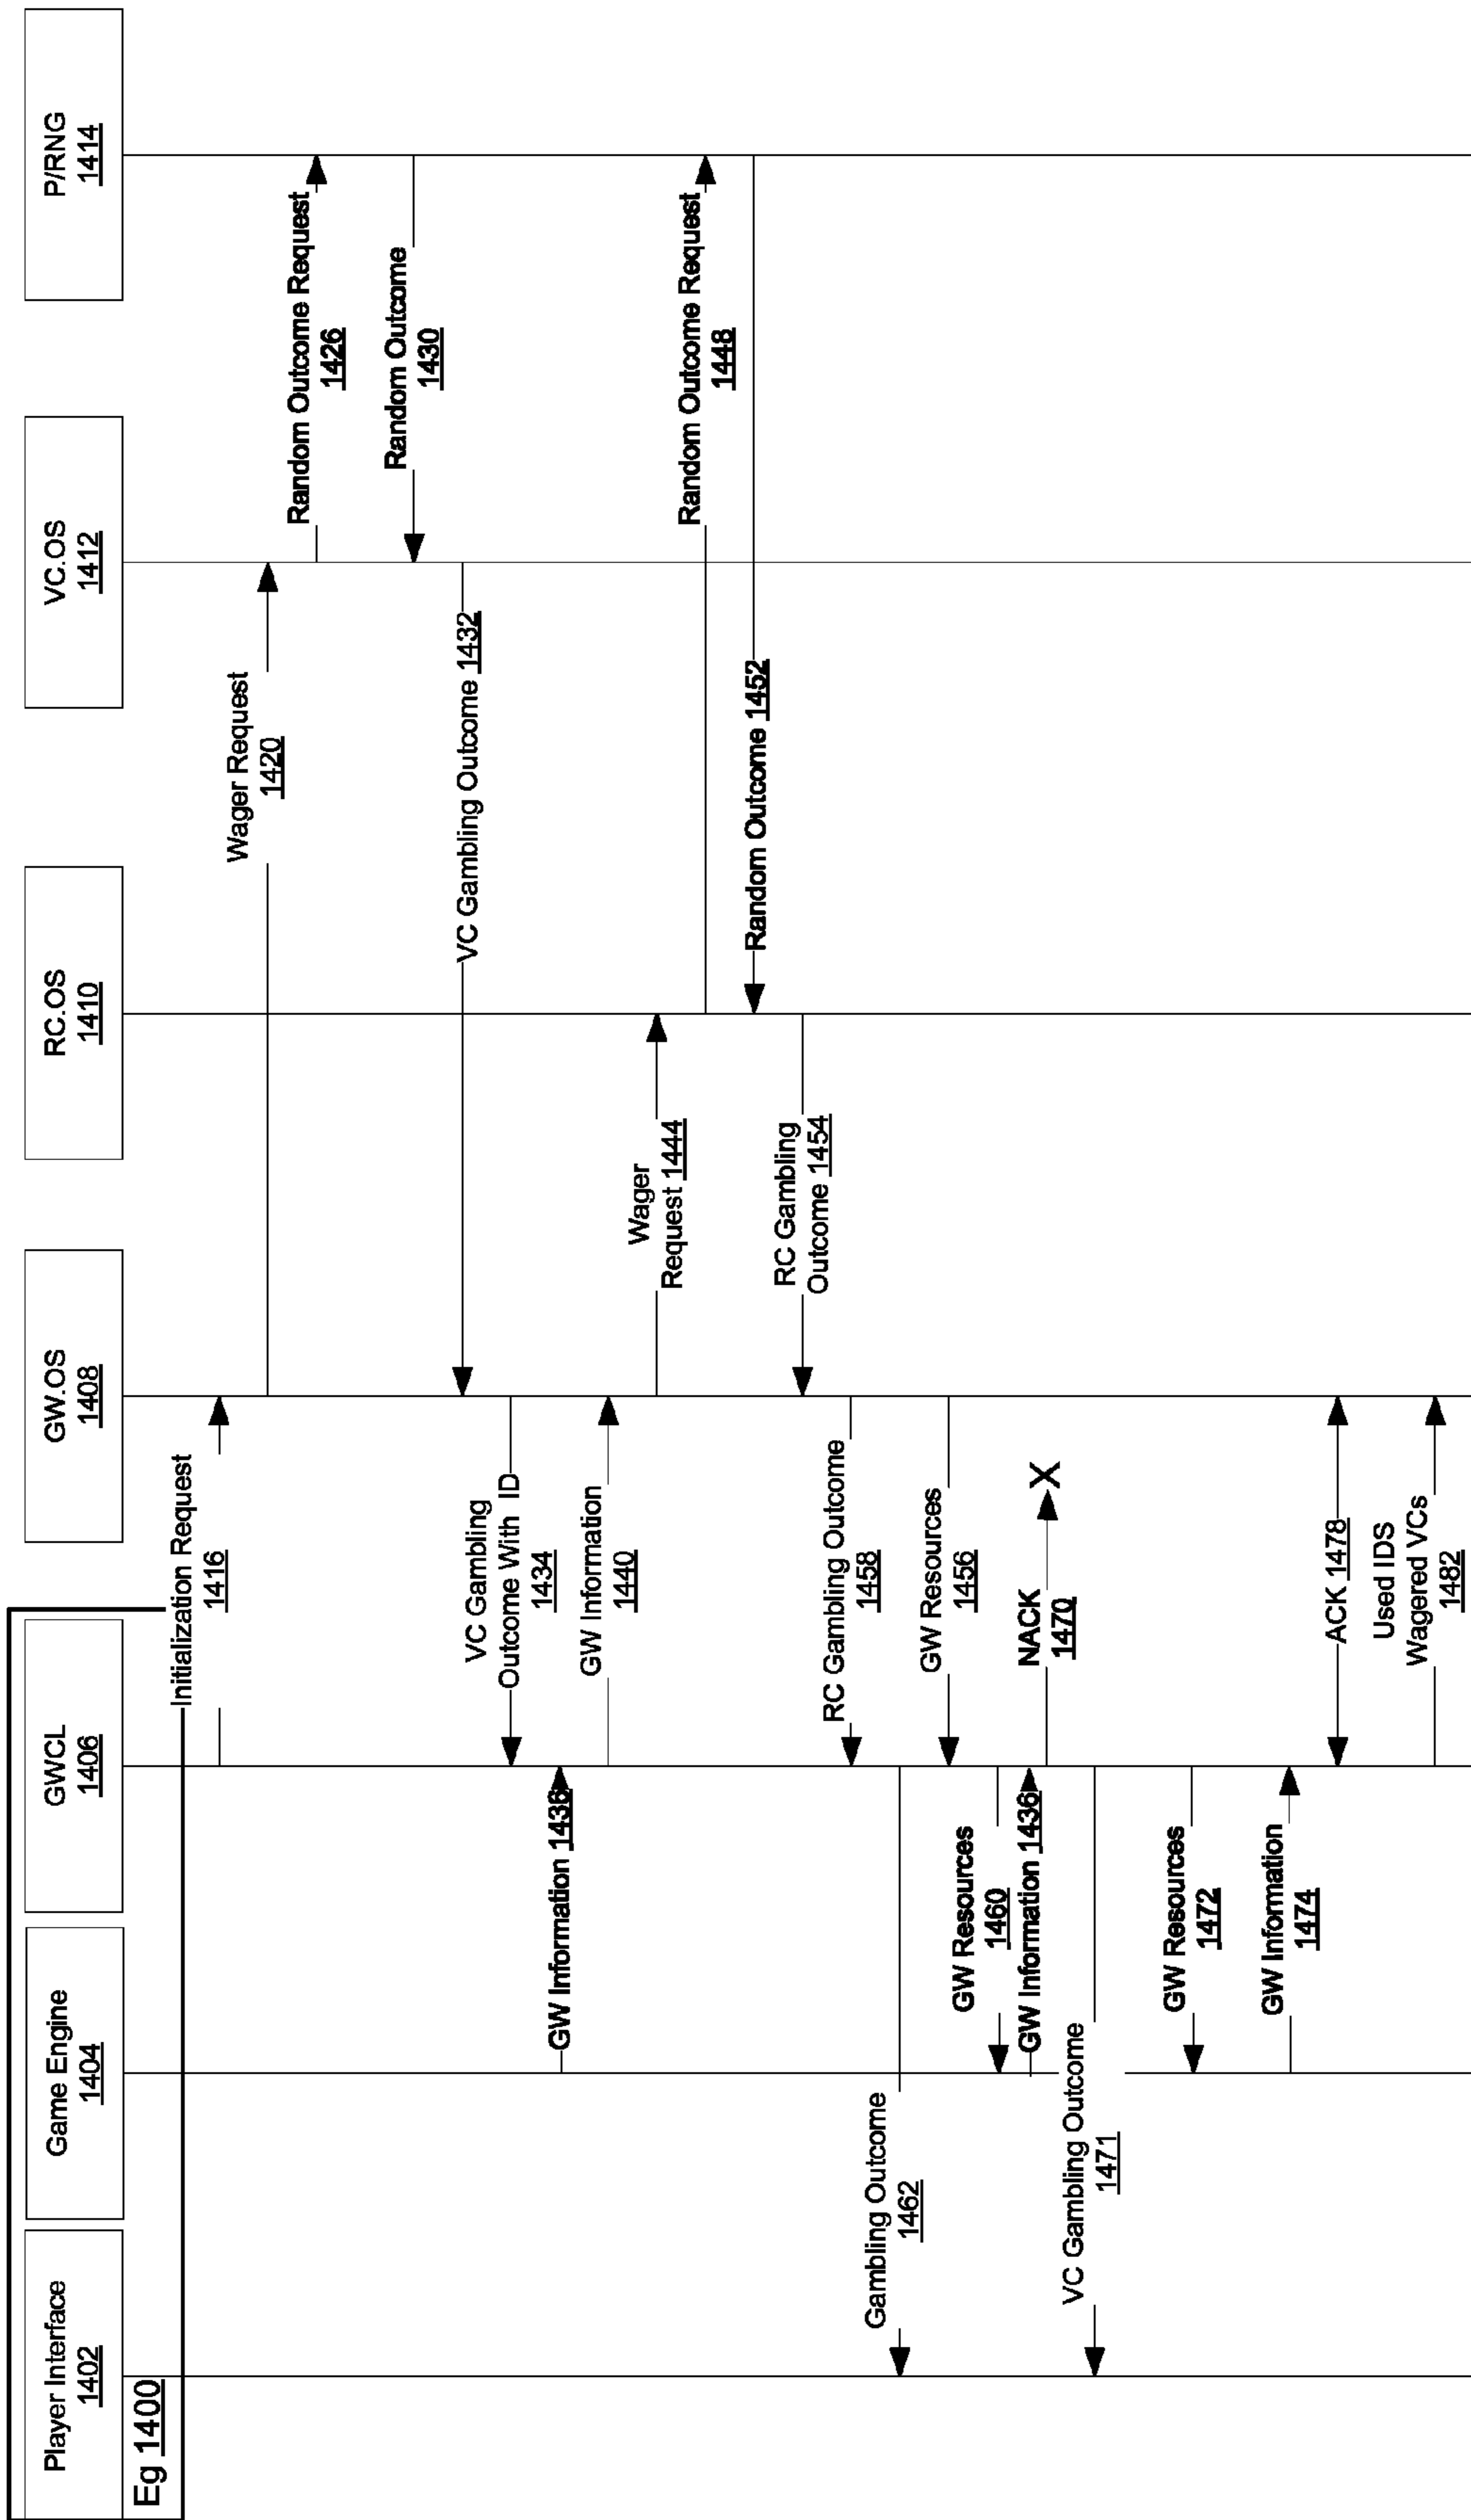 Player Interface
1402
Game Engine
1404
GWCL
1406
GW.OS
1408
RC.OS
1410
VC.OS
1412
P/RNG
1414
Eg 1400
Initialization Request
1416
Wager Request
1420
Random Outcome Request
1426
Random Outcome
1430
VC Gambling Outcome 1432
VC Gambling
Outcome With ID
1434
GW Information 1436
GW Information
1440
Wager
Request 1444
Random Outcome Request
1448
Random Outcome 1452
RC Gambling
Outcome 1454
RC Gambling Outcome
1458
Gambling Outcome
1462
GW Resources
1456
GW Resources
1460
GW Information 1436
NACK
1470
X
VC Gambling Outcome
1471
GW Resources
1472
GW Information
1474
ACK 1478
Used IDS
Wagered VCs
1482